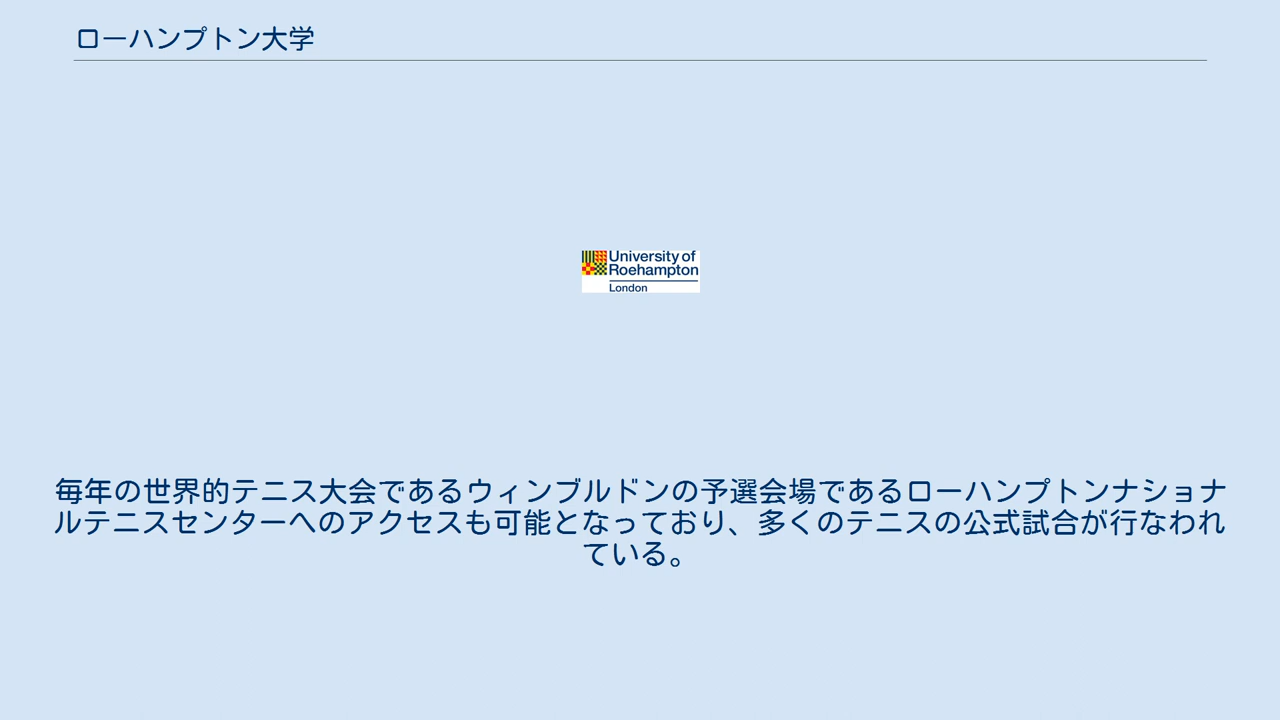 ローハンプトン大学
University of
Roehampton
London
毎年の世界的テニス大会であるウィンブルドンの予選会場であるローハンプトンナショナ
ルテニスセンターへのアクセスも可能となっており、多くのテニスの公式試合が行なわれ
ている。